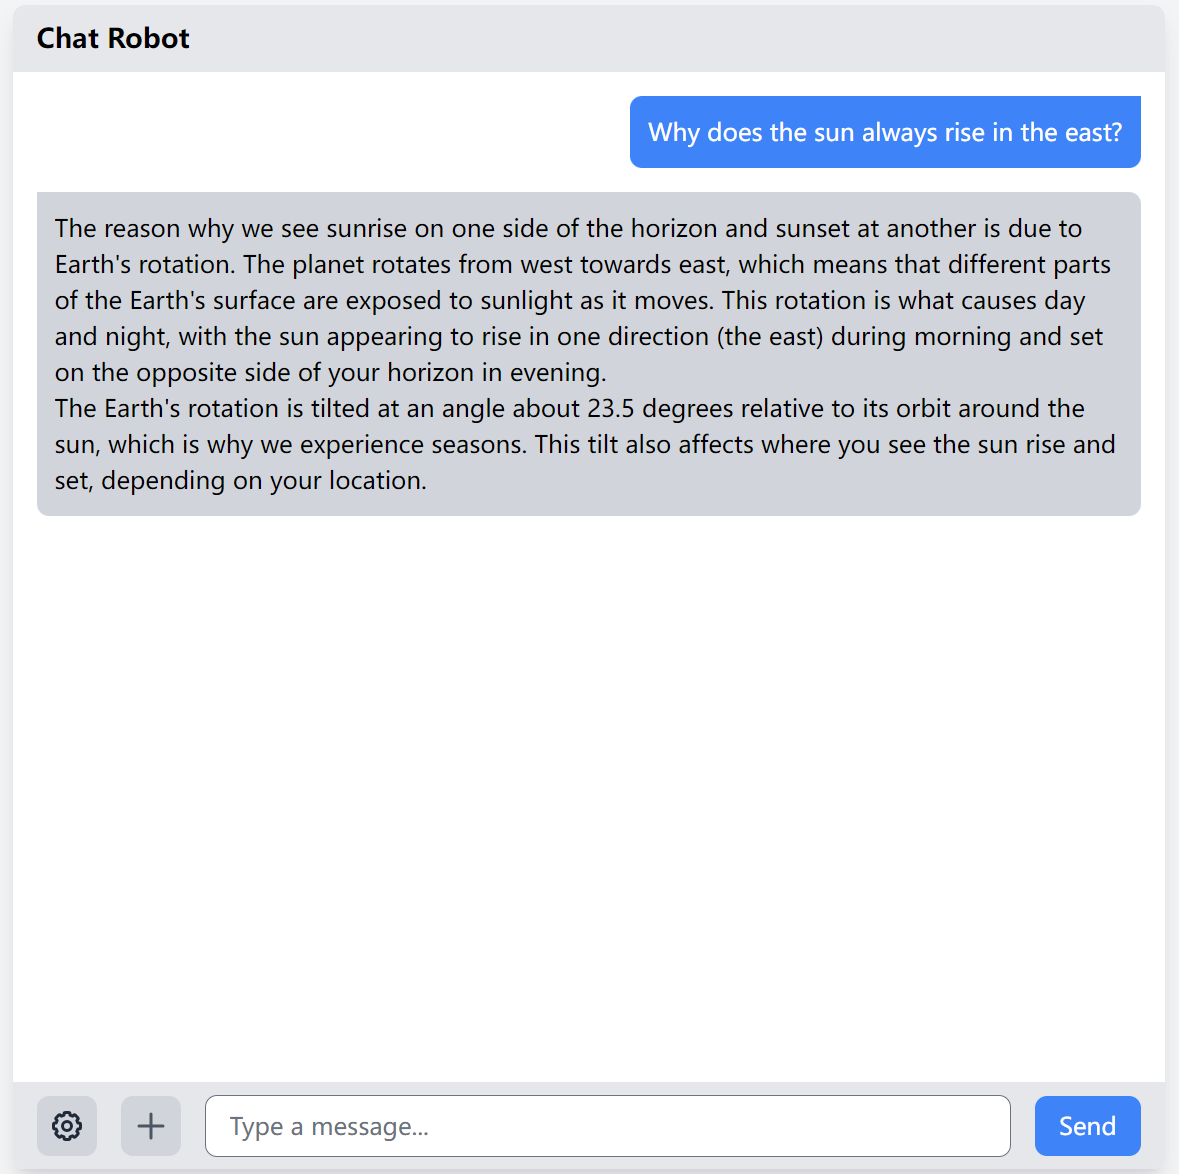 Chat Robot
Why does the sun always rise in the east?
The reason why we see sunrise on one side of the horizon and sunset at another is due to
Earth's rotation. The planet rotates from west towards east, which means that different parts
of the Earth's surface are exposed to sunlight as it moves. This rotation is what causes day
and night, with the sun appearing to rise in one direction (the east) during morning and set
on the opposite side of your horizon in evening.
The Earth's rotation is tilted at an angle about 23.5 degrees relative to its orbit around the
sun, which is why we experience seasons. This tilt also affects where you see the sun rise and
set, depending on your location.
Type a message...
Send